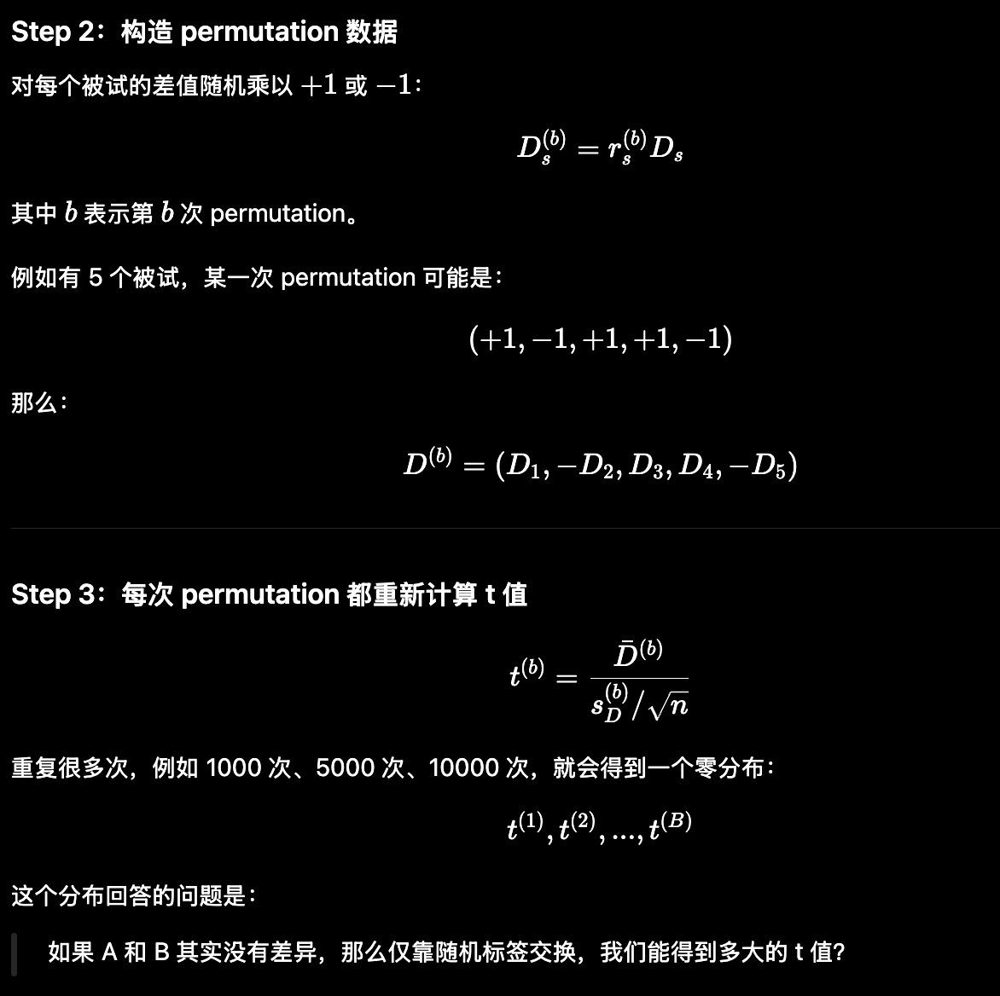 Step 2：构造 permutation 数据
对每个被试的差值随机乘以 +1 或 −1：
$D_s^{(b)} = r_s^{(b)} D_s$
其中 $b$ 表示第 $b$ 次 permutation。
例如有 5 个被试，某一次 permutation 可能是：
$(+1, -1, +1, +1, -1)$
那么：
$D^{(b)} = (D_1, -D_2, D_3, D_4, -D_5)$
Step 3：每次 permutation 都重新计算 t 值
$t^{(b)} = \frac{\bar{D}^{(b)}}{s_D^{(b)}/\sqrt{n}}$
重复很多次，例如 1000 次、5000 次、10000 次，就会得到一个零分布：
$t^{(1)}, t^{(2)}, ..., t^{(B)}$
这个分布回答的问题是：
如果 A 和 B 其实没有差异，那么仅靠随机标签交换，我们能得到多大的 t 值？